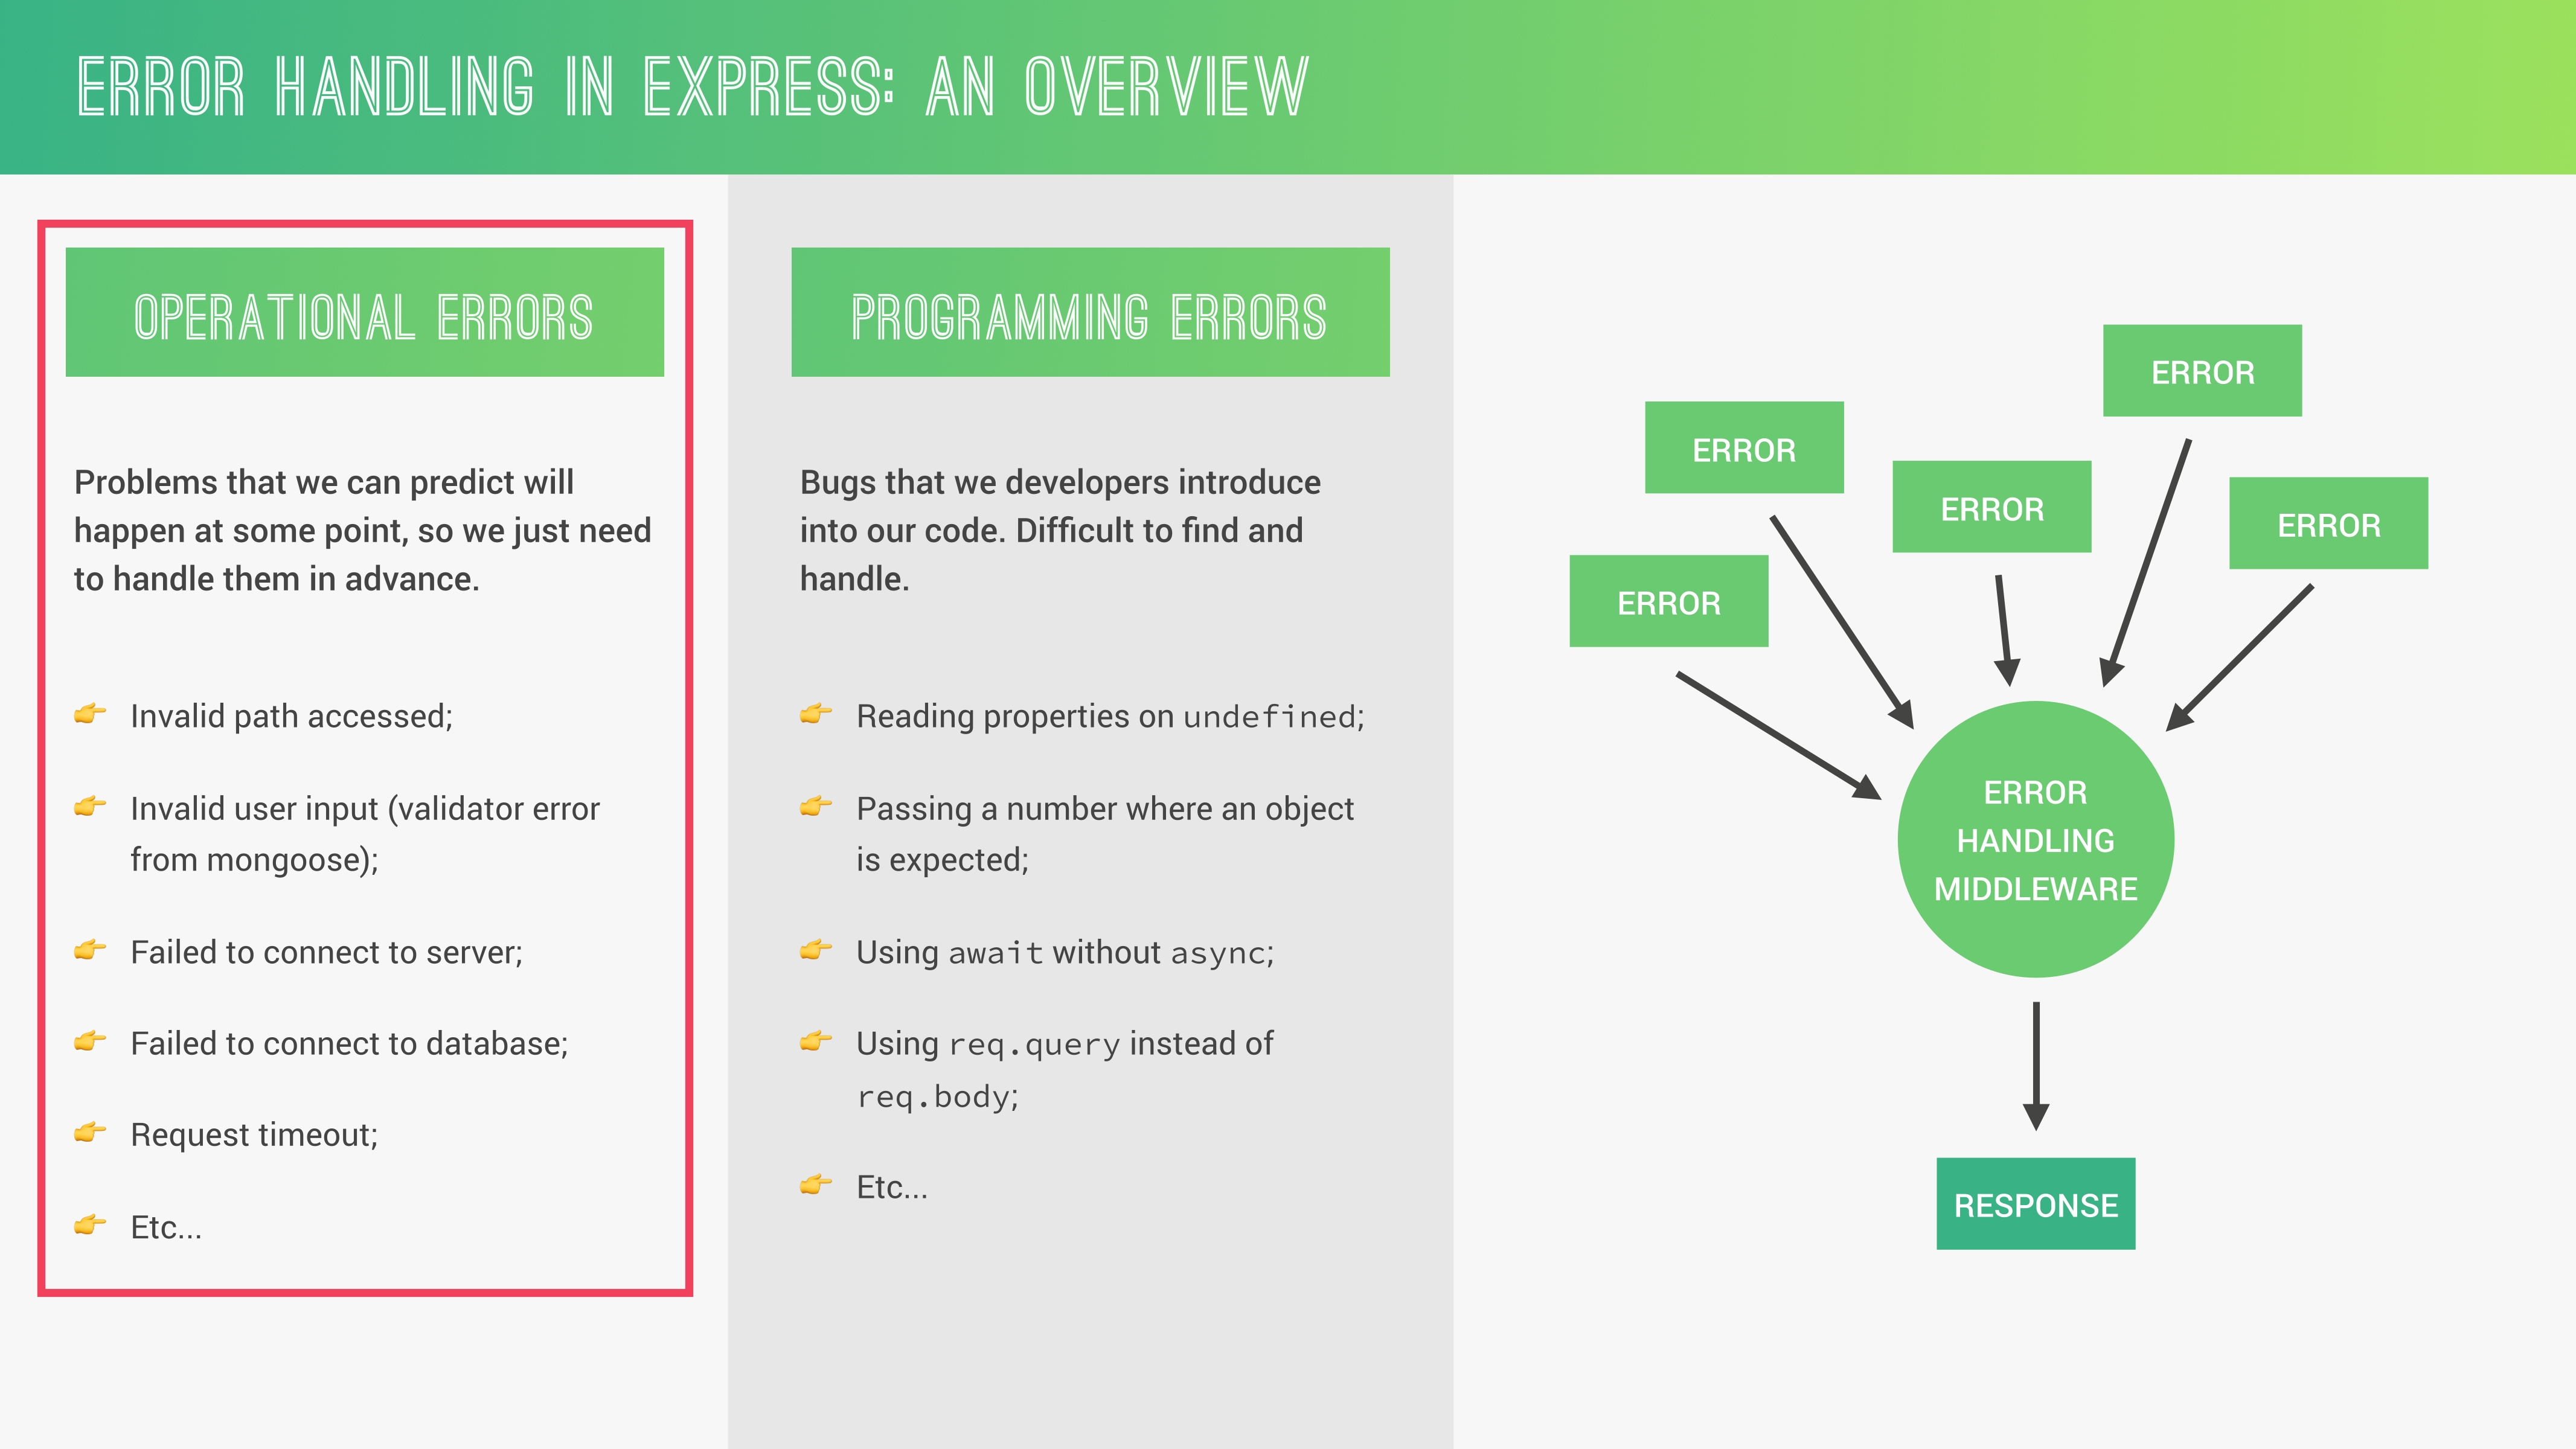 ERROR HANDLING IN EXPRESS: AN OVERVIEW
OPERATIONAL ERRORS
Problems that we can predict will
happen at some point, so we just need
to handle them in advance.
👉 Invalid path accessed;
👉 Invalid user input (validator error
from mongoose);
👉 Failed to connect to server;
👉 Failed to connect to database;
👉 Request timeout;
👉 Etc...
PROGRAMMING ERRORS
Bugs that we developers introduce
into our code. Difficult to find and
handle.
👉 Reading properties on undefined;
👉 Passing a number where an object
is expected;
👉 Using await without async;
👉 Using req.query instead of
req.body;
👉 Etc...
ERROR
ERROR
ERROR
ERROR
ERROR
ERROR
HANDLING
MIDDLEWARE
RESPONSE